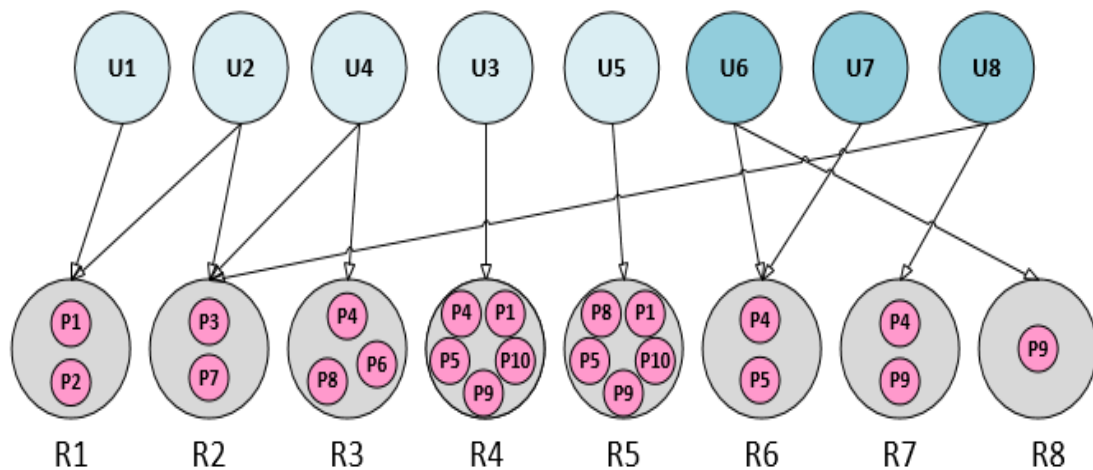 U1 U2 U4 U3 U5 U6 U7 U8
P1 P3 P4 P4 P1 P8 P1 P4 P4
P2 P7 P8 P6 P5 P10 P5 P10 P5 P9 P9
P9 P9
R1 R2 R3 R4 R5 R6 R7 R8